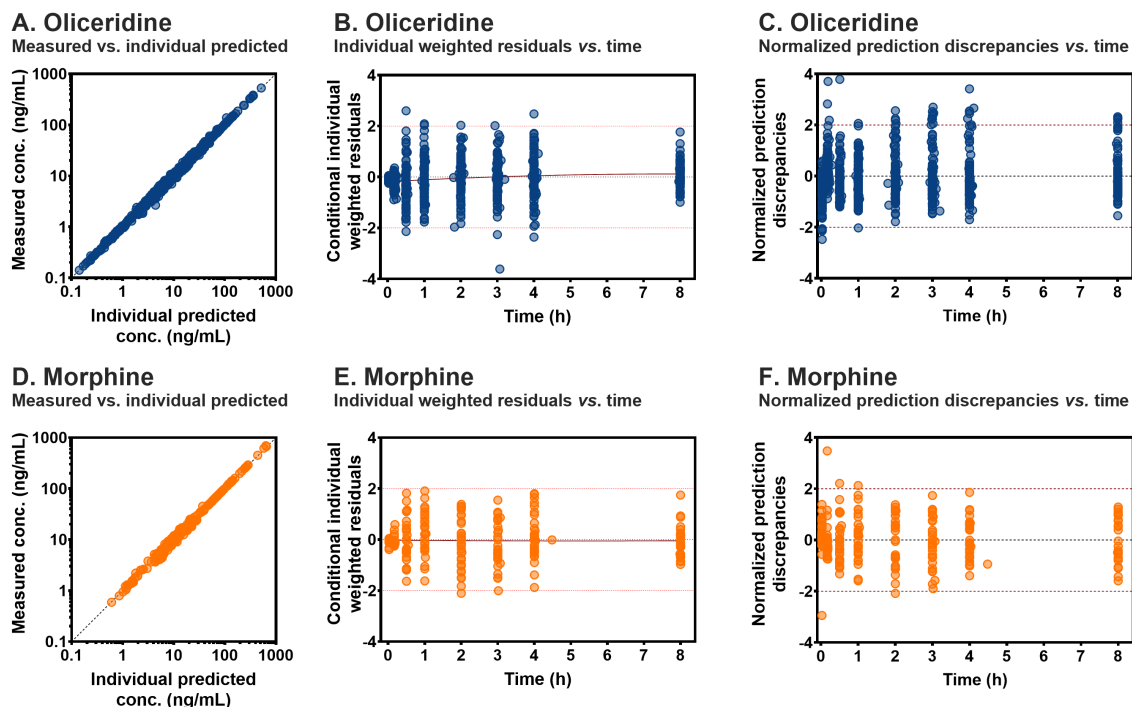 A. Oliceridine
Measured vs. individual predicted
Measured conc. (ng/mL)
1000
100
10
1
0.1
0.1 1 10 100 1000
Individual predicted
conc. (ng/mL)
B. Oliceridine
Individual weighted residuals vs. time
Conditional individual
weighted residuals
4
2
0
-2
-4
0 1 2 3 4 5 6 7 8
Time (h)
C. Oliceridine
Normalized prediction discrepancies vs. time
Normalized prediction
discrepancies
4
2
0
-2
-4
0 1 2 3 4 5 6 7 8
Time (h)
D. Morphine
Measured vs. individual predicted
Measured conc. (ng/mL)
1000
100
10
1
0.1
0.1 1 10 100 1000
Individual predicted
conc. (ng/mL)
E. Morphine
Individual weighted residuals vs. time
Conditional individual
weighted residuals
4
2
0
-2
-4
0 1 2 3 4 5 6 7 8
Time (h)
F. Morphine
Normalized prediction discrepancies vs. time
Normalized prediction
discrepancies
4
2
0
-2
-4
0 1 2 3 4 5 6 7 8
Time (h)